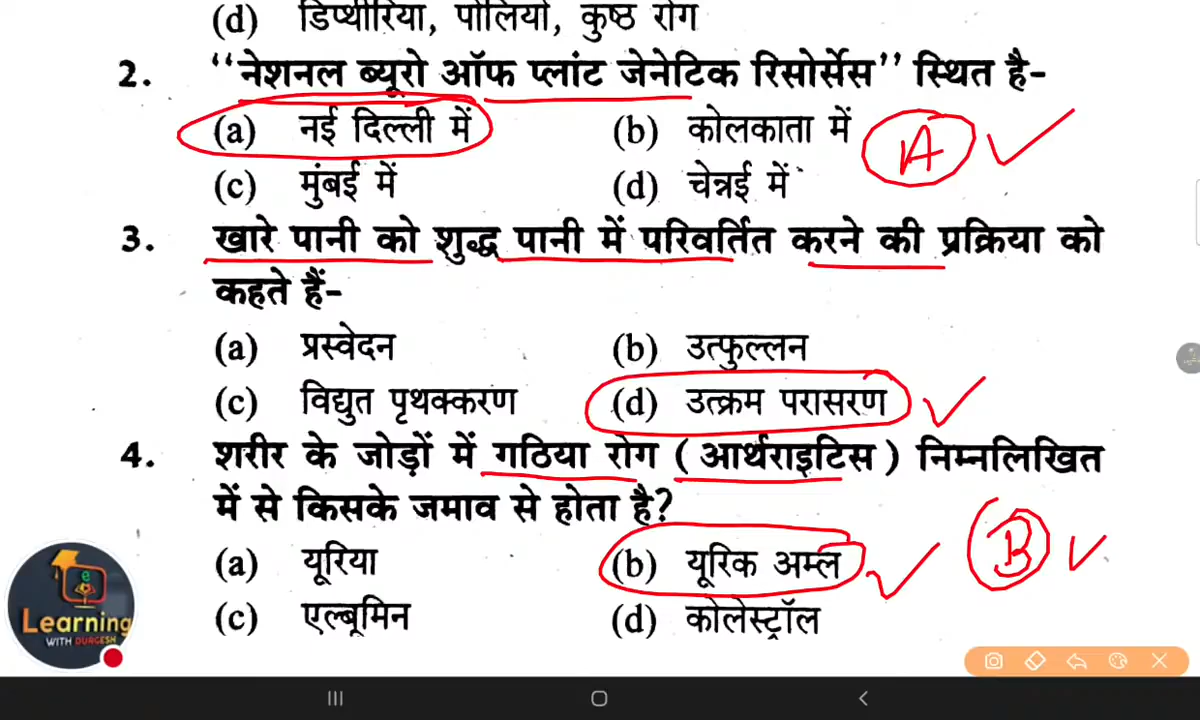 (d) डिप्थीरिया, पोलियो, कुष्ठ रोग
2. “नेशनल ब्यूरो ऑफ प्लांट जेनेटिक रिसोर्सेस” स्थित है-
(a) नई दिल्ली में (b) कोलकाता में A
(c) मुंबई में (d) चेन्नई में
3. खारे पानी को शुद्ध पानी में परिवर्तित करने की प्रक्रिया को
कहते हैं-
(a) प्रस्वेदन (b) उत्फुल्लन
(c) विद्युत पृथक्करण (d) उत्क्रम परासरण
4. शरीर के जोड़ों में गठिया रोग (आर्थराइटिस) निम्नलिखित
में से किसके जमाव से होता है?
(a) यूरिया (b) यूरिक अम्ल B
(c) एल्बूमिन (d) कोलेस्ट्रॉल
e
Learning
WITH DURGESH